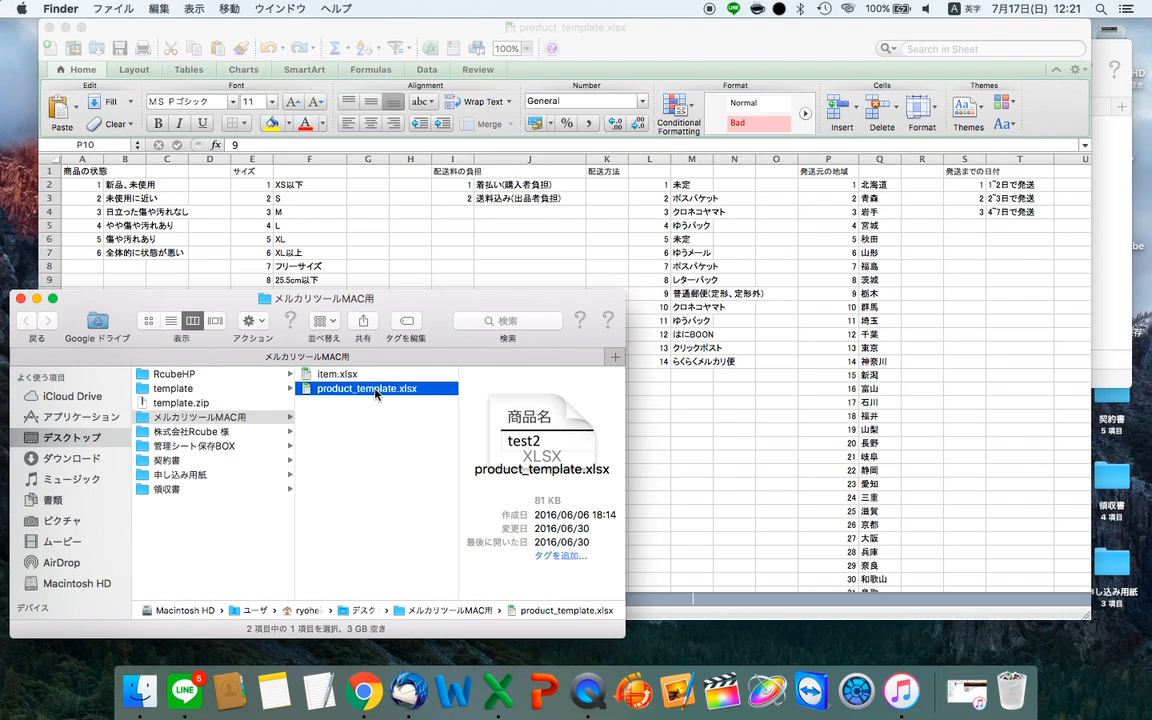 Finder ファイル 編集 表示 移動 ウインドウ ヘルプ 100% A 英字 7月17日(日) 12:21
product_template.xlsx
100% Search in Sheet
Home Layout Tables Charts SmartArt Formulas Data Review
Edit Font Alignment Number Format Cells Themes
Fill MS Pゴシック 11 abc Wrap Text General Normal
Paste Clear B I U Merge % Conditional Formatting Bad Insert Delete Format Themes Aa
P10 fx 9
A B C D E F G H I J K L M N O P Q R S T U
1 商品の状態 サイズ 配送料の負担 配送方法 発送元の地域 発送までの日付
2 1 新品、未使用 1 XS以下 1 着払い(購入者負担) 1 未定 1 北海道 1 1~2日で発送
3 2 未使用に近い 2 S 2 送料込み(出品者負担) 2 ポスパケット 2 青森 2 2~3日で発送
4 3 目立った傷や汚れなし 3 M 3 クロネコヤマト 3 岩手 3 4~7日で発送
5 4 やや傷や汚れあり 4 L 4 ゆうパック 4 宮城
6 5 傷や汚れあり 5 XL 5 未定 5 秋田
7 6 全体的に状態が悪い 6 XL以上 6 ゆうメール 6 山形
8 7 フリーサイズ 7 ポスパケット 7 福島
9 8 25.5cm以下 8 レターパック 8 茨城
9 普通郵便(定形、定形外) 9 栃木
10 クロネコヤマト 10 群馬
11 ゆうパック 11 埼玉
12 はこBOON 12 千葉
13 クリックポスト 13 東京
14 らくらくメルカリ便 14 神奈川
15 新潟
16 富山
17 石川
18 福井
19 山梨
20 長野
21 岐阜
22 静岡
23 愛知
24 三重
25 滋賀
26 京都
27 大阪
28 兵庫
29 奈良
30 和歌山
メルカリツールMAC用
戻る Google ドライブ 表示 アクション 並べ替え 共有 タグを編集 検索 検索
メルカリツールMAC用
よく使う項目
iCloud Drive
アプリケーション
デスクトップ
ダウンロード
ミュージック
書類
ピクチャ
ムービー
AirDrop
Macintosh HD
デバイス
RcubeHP
template
template.zip
メルカリツールMAC用
株式会社Rcube 様
管理シート保存BOX
契約書
申し込み用紙
領収書
item.xlsx
product_template.xlsx
商品名
test2
XLSX
product_template.xlsx
81 KB
作成日 2016/06/06 18:14
変更日 2016/06/30
最後に開いた日 2016/06/30
タグを追加...
Macintosh HD › ユーザ › ryohei › デスク › メルカリツールMAC用 › product_template.xlsx
2 項目中の 1 項目を選択、3 GB 空き
契約書
5 項目
領収書
4 項目
し込み用紙
3 項目
LINE 5